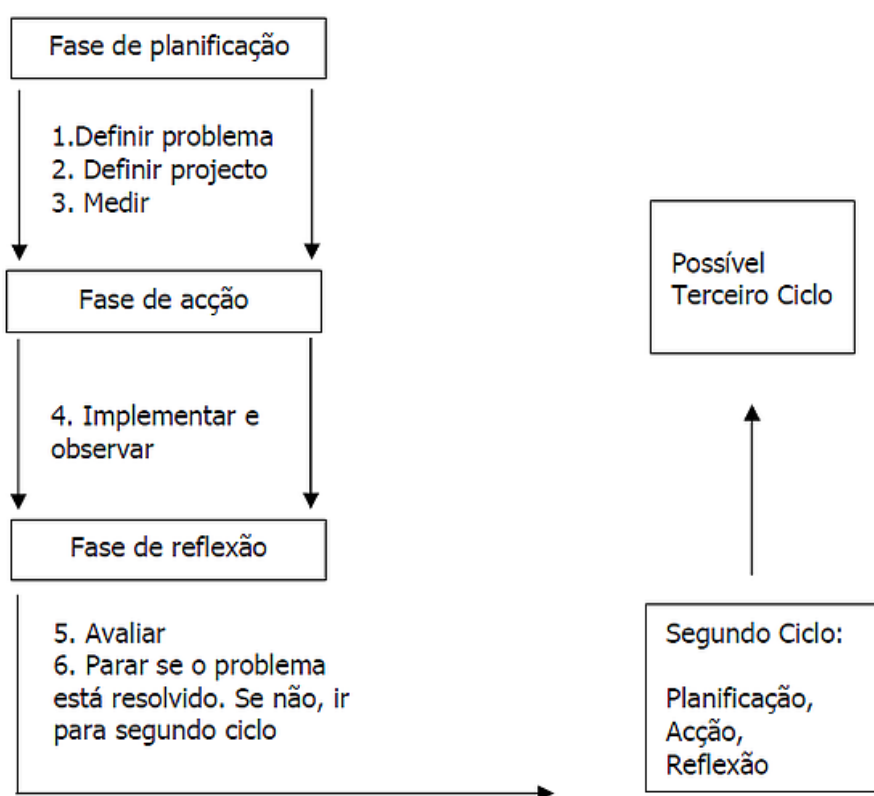 Fase de planificação
1.Definir problema
2. Definir projecto
3. Medir
Fase de acção
4. Implementar e
observar
Fase de reflexão
5. Avaliar
6. Parar se o problema
está resolvido. Se não, ir
para segundo ciclo
Possível
Terceiro Ciclo
Segundo Ciclo:
Planificação,
Acção,
Reflexão